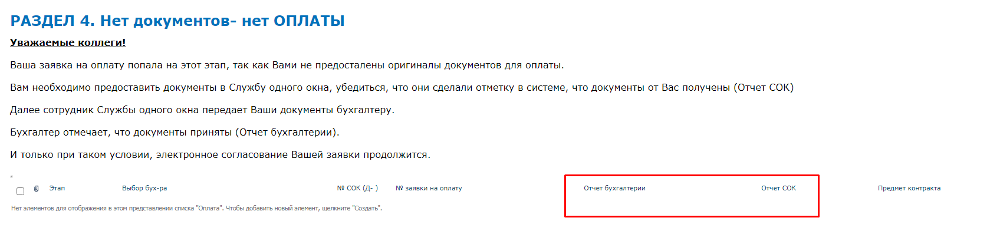 РАЗДЕЛ 4. Нет документов- нет ОПЛАТЫ
Уважаемые коллеги!
Ваша заявка на оплату попала на этот этап, так как Вами не предосталены оригиналы документов для оплаты.
Вам необходимо предоставить документы в Службу одного окна, убедиться, что они сделали отметку в системе, что документы от Вас получены (Отчет СОК)
Далее сотрудник Службы одного окна передает Ваши документы бухгалтеру.
Бухгалтер отмечает, что документы приняты (Отчет бухгалтерии).
И только при таком условии, электронное согласование Вашей заявки продолжится.
Этап Выбор бух-ра № СОК (Д- ) № заявки на оплату Отчет бухгалтерии Отчет СОК Предмет контракта
Нет элементов для отображения в этом представлении списка "Оплата". Чтобы добавить новый элемент, щелкните "Создать".